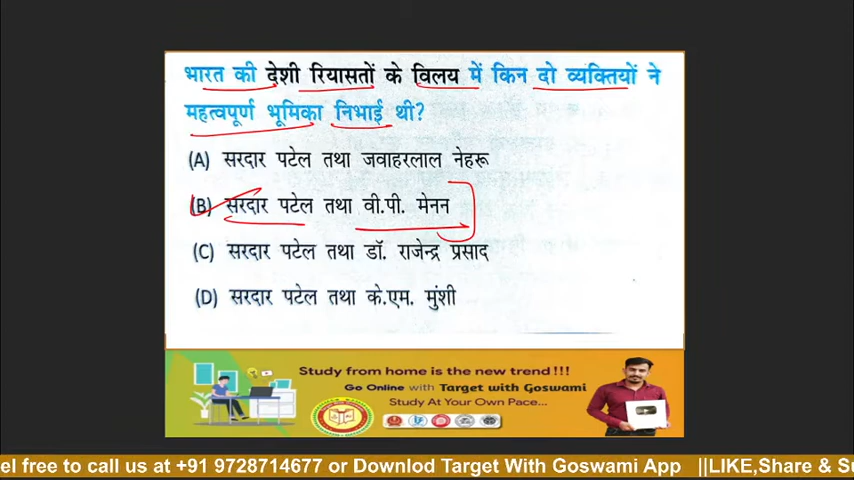 भारत की देशी रियासतों के विलय में किन दो व्यक्तियों ने
महत्वपूर्ण भूमिका निभाई थी?
(A) सरदार पटेल तथा जवाहरलाल नेहरू
(B) सरदार पटेल तथा वी.पी. मेनन
(C) सरदार पटेल तथा डॉ. राजेन्द्र प्रसाद
(D) सरदार पटेल तथा के.एम. मुंशी
Study from home is the new trend !!!
Go Online with Target with Goswami
Study At Your Own Pace...
el free to call us at +91 9728714677 or Downlod Target With Goswami App ||LIKE,Share & Su